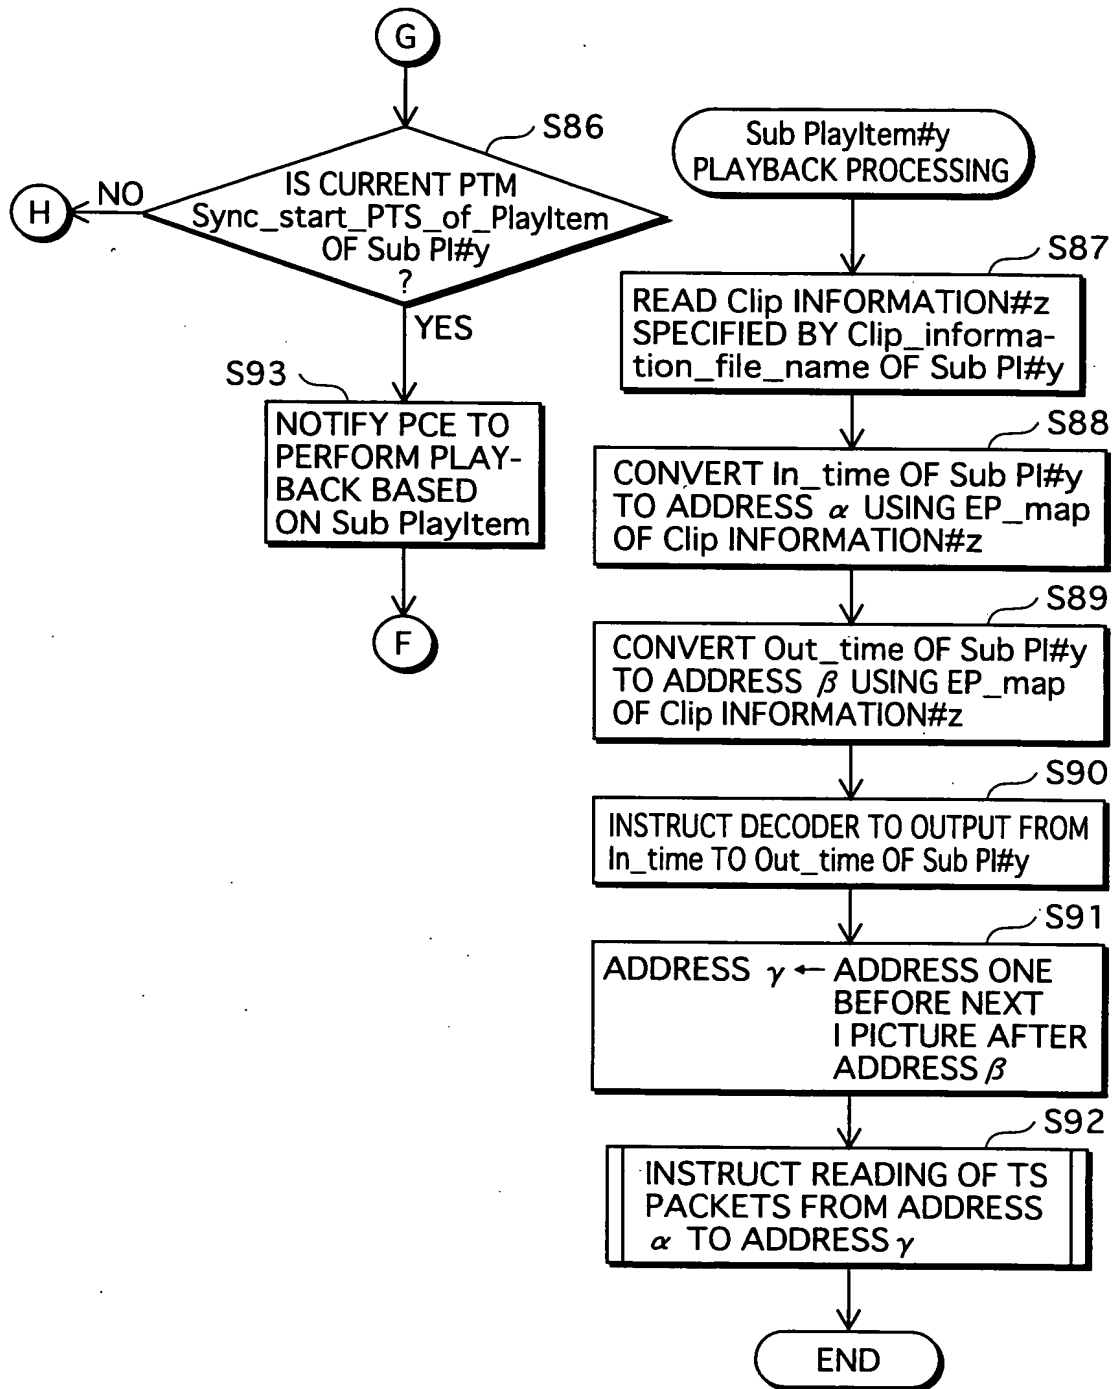 G
S86
IS CURRENT PTM
Sync_start_PTS_of_PlayItem
OF Sub PI#y
?
NO
H
YES
S93
NOTIFY PCE TO
PERFORM PLAY-
BACK BASED
ON Sub PlayItem
F
Sub PlayItem#y
PLAYBACK PROCESSING
S87
READ Clip INFORMATION#z
SPECIFIED BY Clip_informa-
tion_file_name OF Sub PI#y
S88
CONVERT In_time OF Sub PI#y
TO ADDRESS α USING EP_map
OF Clip INFORMATION#z
S89
CONVERT Out_time OF Sub PI#y
TO ADDRESS β USING EP_map
OF Clip INFORMATION#z
S90
INSTRUCT DECODER TO OUTPUT FROM
In_time TO Out_time OF Sub PI#y
S91
ADDRESS γ ← ADDRESS ONE
BEFORE NEXT
I PICTURE AFTER
ADDRESS β
S92
INSTRUCT READING OF TS
PACKETS FROM ADDRESS
α TO ADDRESS γ
END